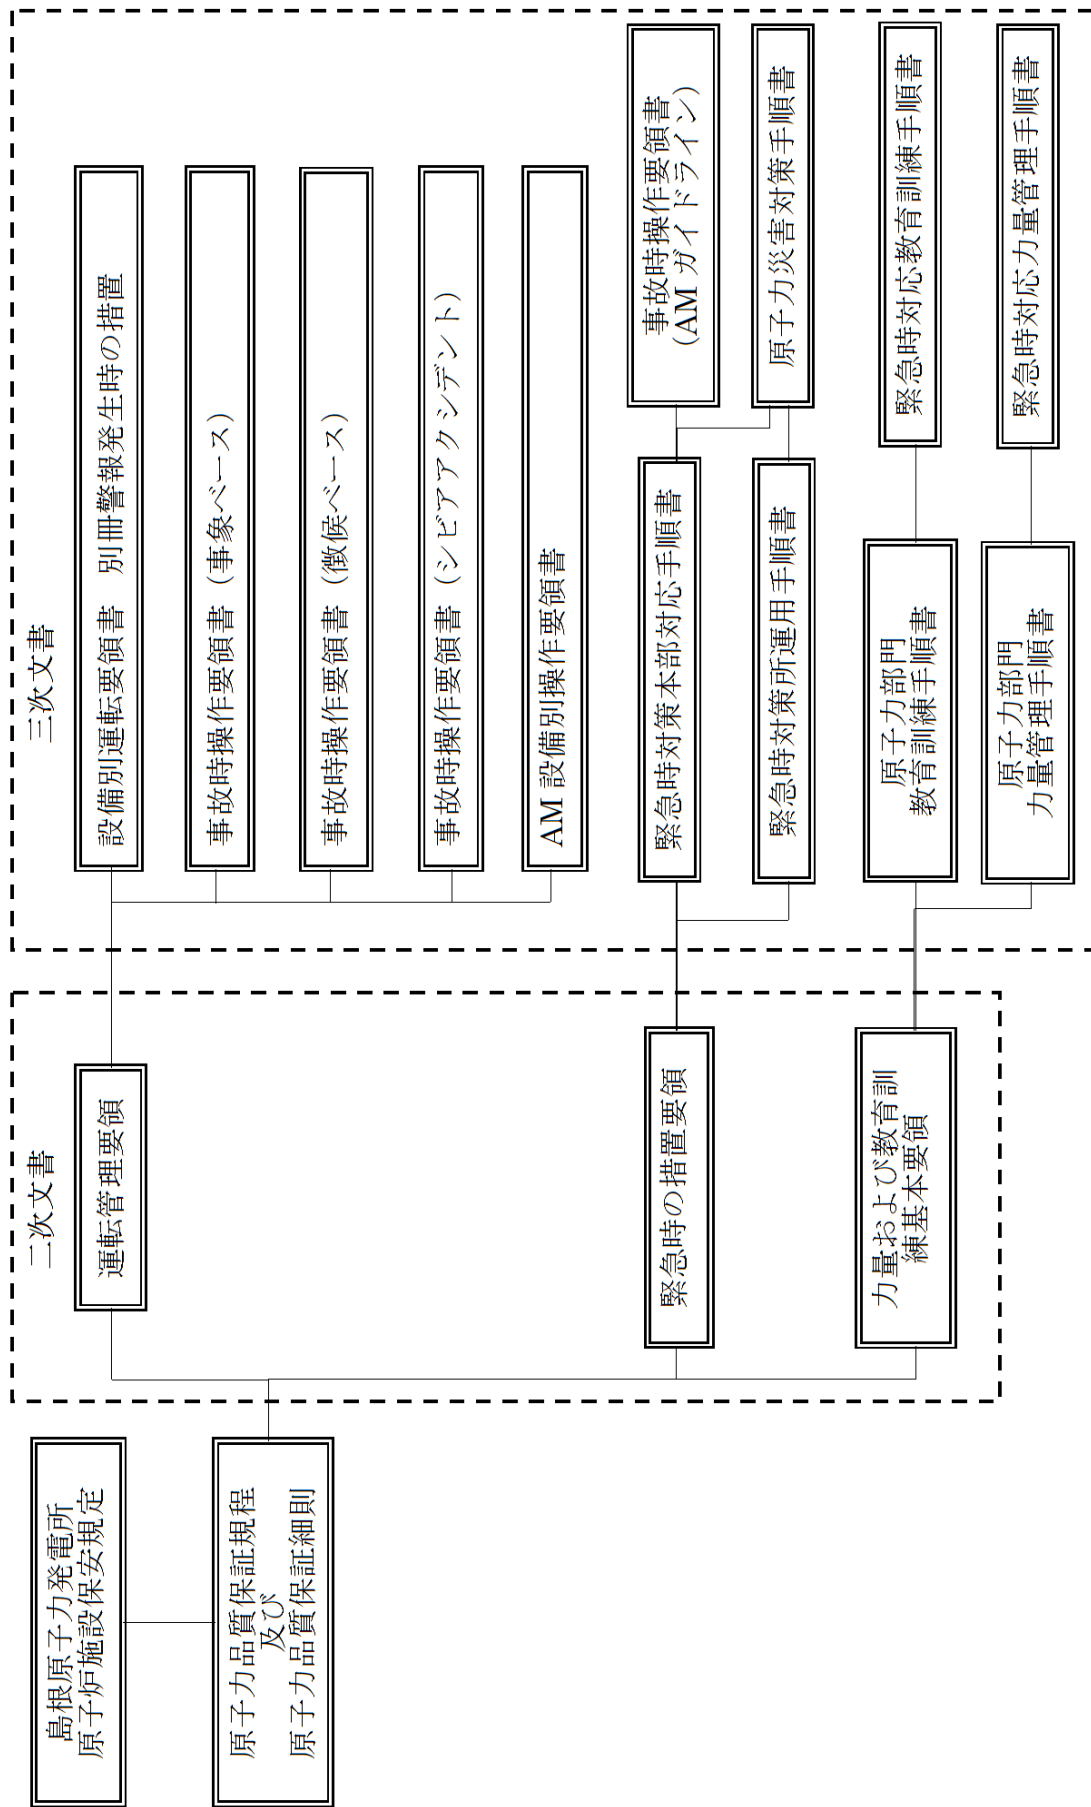 島根原子力発電所
原子炉施設保安規定
原子力品質保証規程
及び
原子力品質保証細則
二次文書
運転管理要領
緊急時の措置要領
力量および教育訓
練基本要領
三次文書
設備別運転要領書　別冊警報発生時の措置
事故時操作要領書（事象ベース）
事故時操作要領書（徴候ベース）
事故時操作要領書（シビアアクシデント）
AM 設備別操作要領書
緊急時対策本部対応手順書
事故時操作要領書
(AM ガイドライン)
緊急時対策所運用手順書
原子力災害対策手順書
原子力部門
教育訓練手順書
緊急時対応教育訓練手順書
原子力部門
力量管理手順書
緊急時対応力量管理手順書